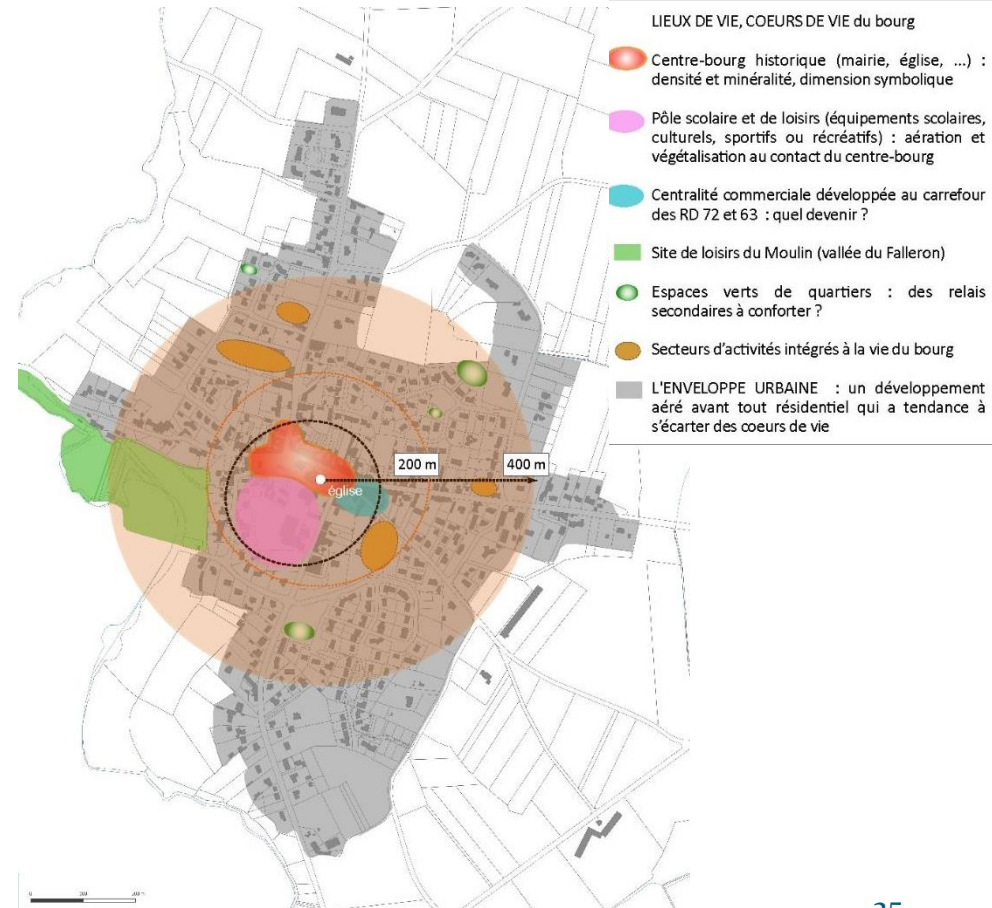 LIEUX DE VIE, COEURS DE VIE du bourg
Centre-bourg historique (mairie, église, ...) :
densité et minéralité, dimension symbolique
Pôle scolaire et de loisirs (équipements scolaires,
culturels, sportifs ou récréatifs) : aération et
végétalisation au contact du centre-bourg
Centralité commerciale développée au carrefour
des RD 72 et 63 : quel devenir ?
Site de loisirs du Moulin (vallée du Falleron)
Espaces verts de quartiers : des relais
secondaires à conforter ?
Secteurs d'activités intégrés à la vie du bourg
L'ENVELOPPE URBAINE : un développement
aéré avant tout résidentiel qui a tendance à
s'écarter des coeurs de vie
200 m
400 m
église